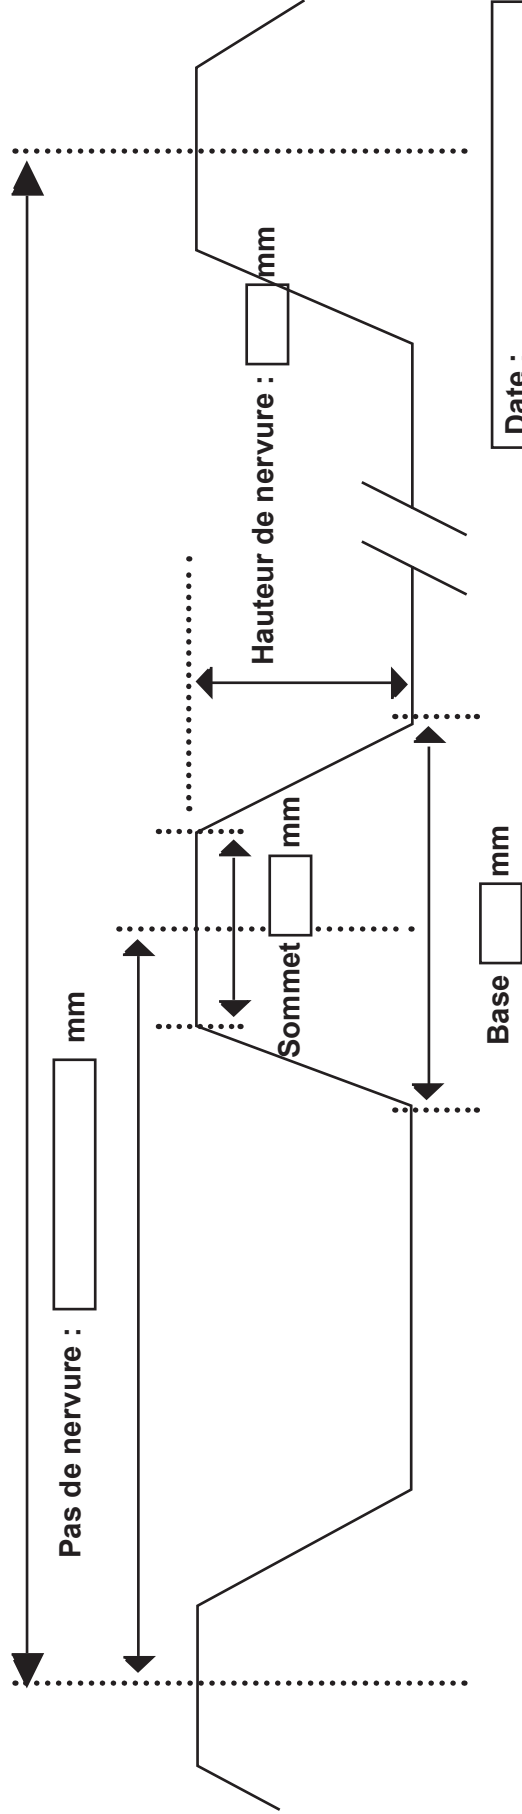 Pas de nervure : mm
Hauteur de nervure : mm
Sommet mm
Base mm
Date :